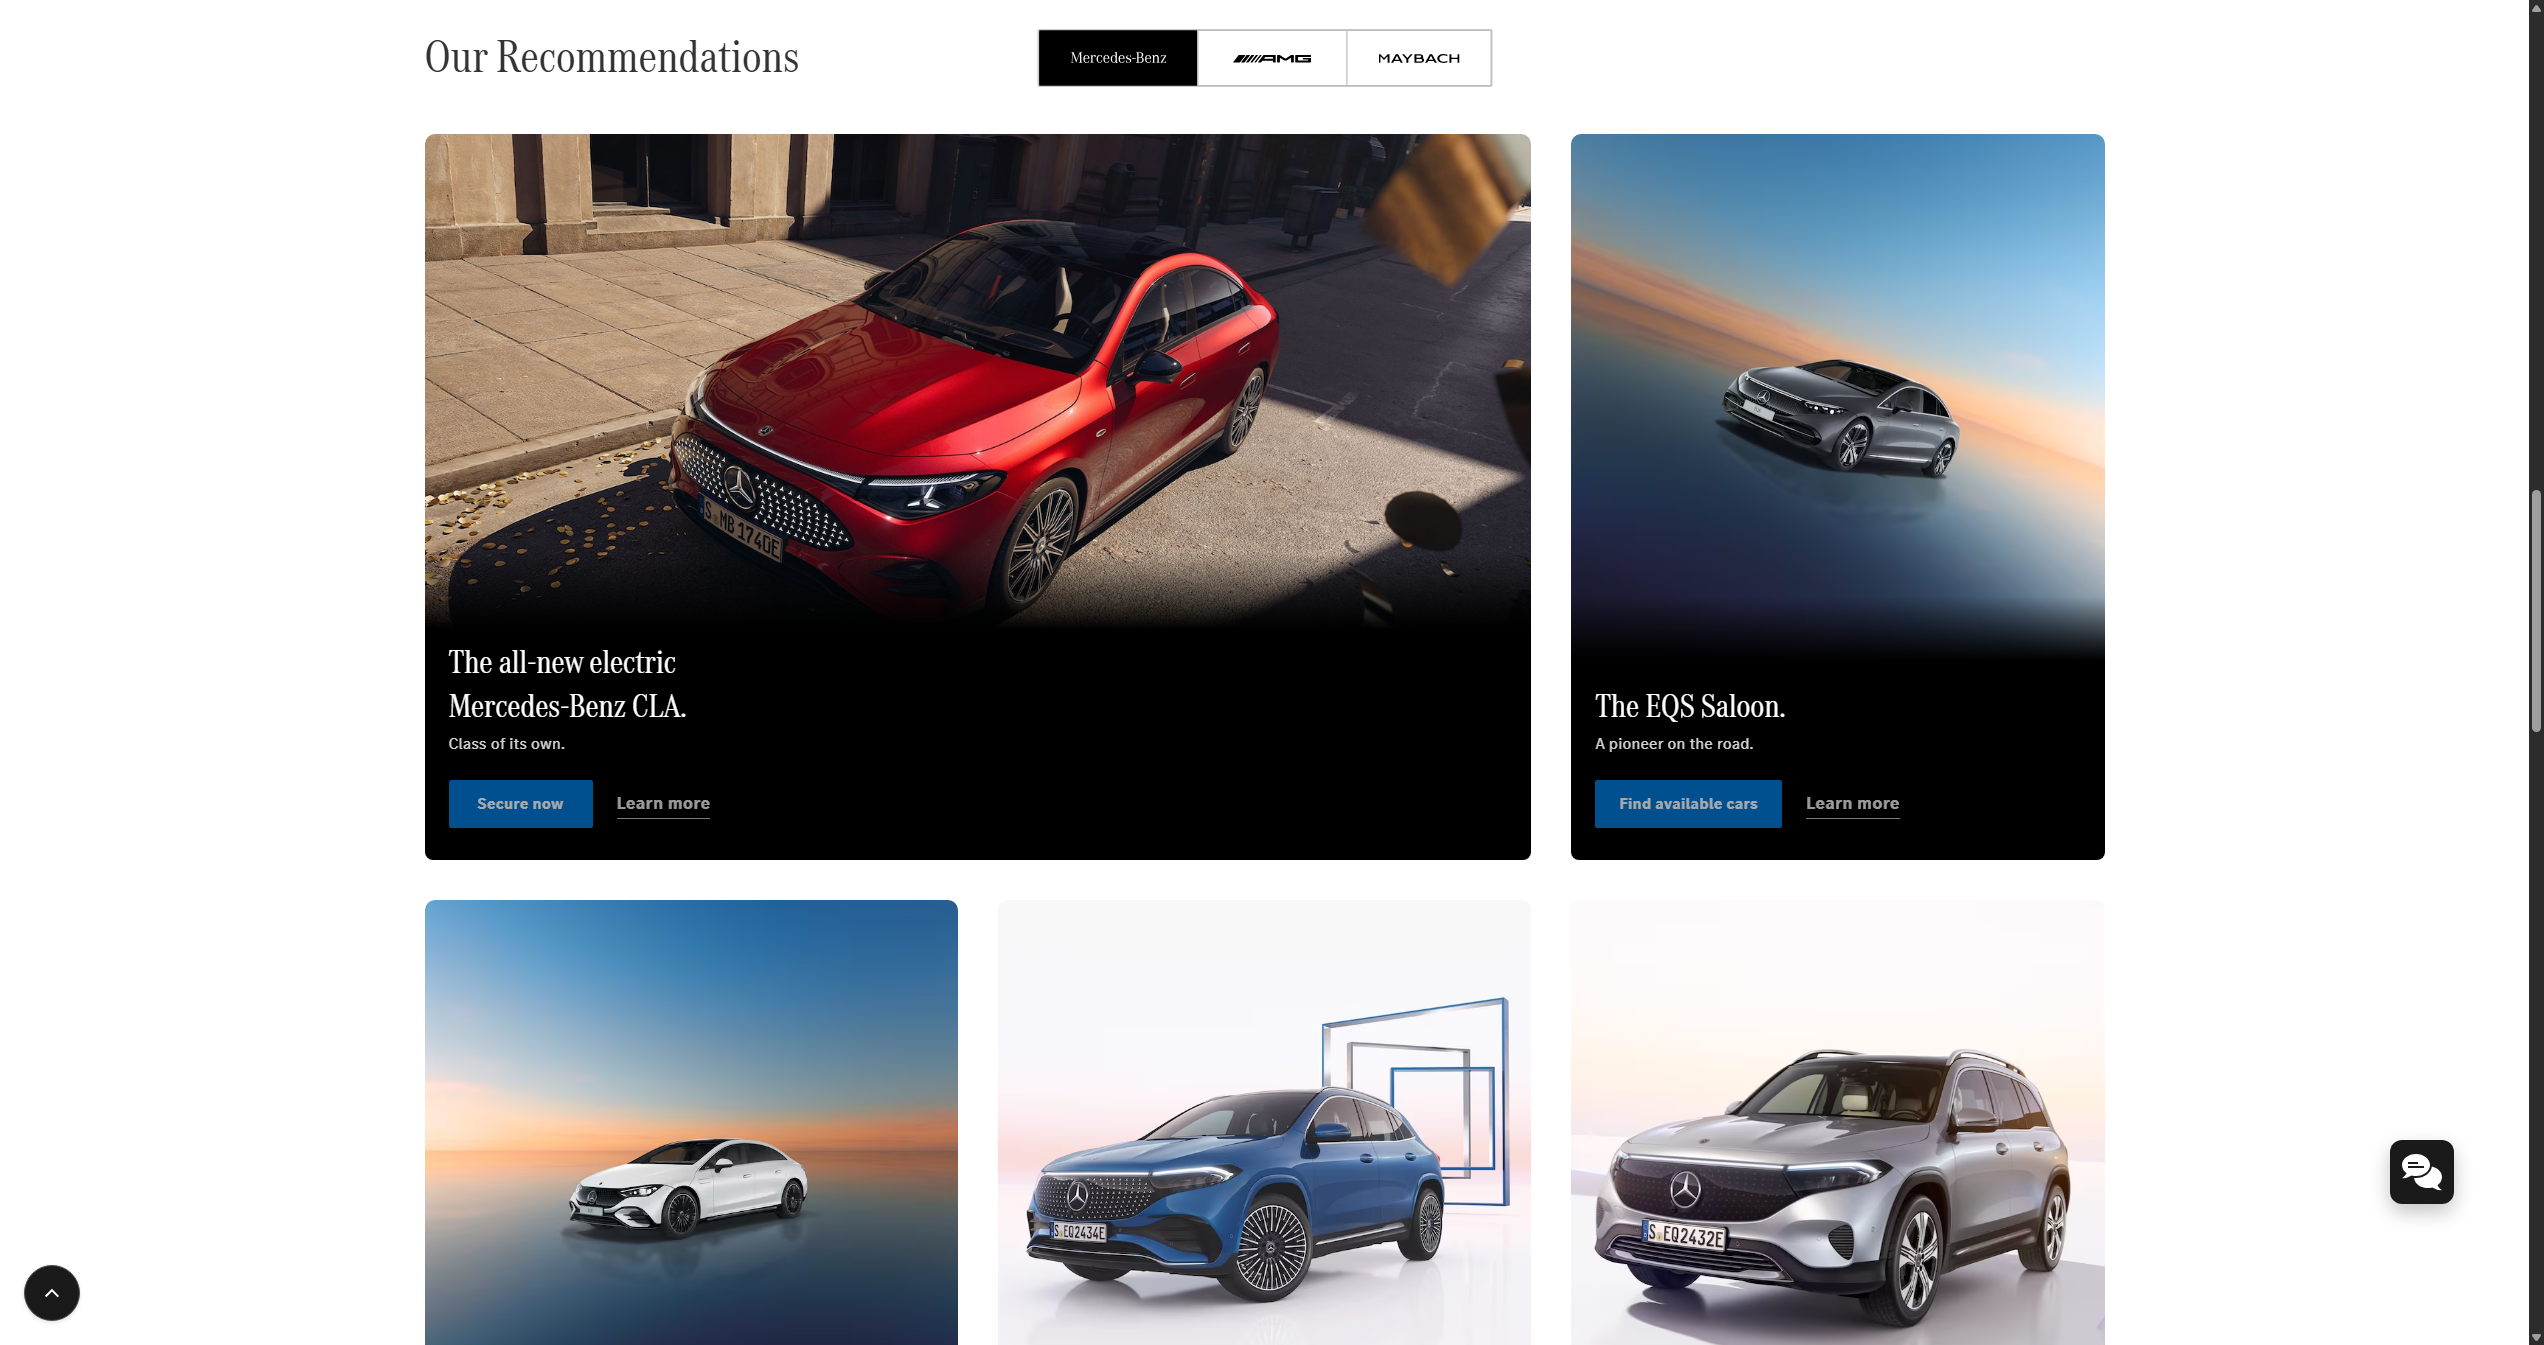 Our Recommendations
Mercedes-Benz
AMG
MAYBACH
S MB 1740E
The all-new electric
Mercedes-Benz CLA.
Class of its own.
Secure now
Learn more
The EQS Saloon.
A pioneer on the road.
Find available cars
Learn more
S EQ2434E
S EQ2432E